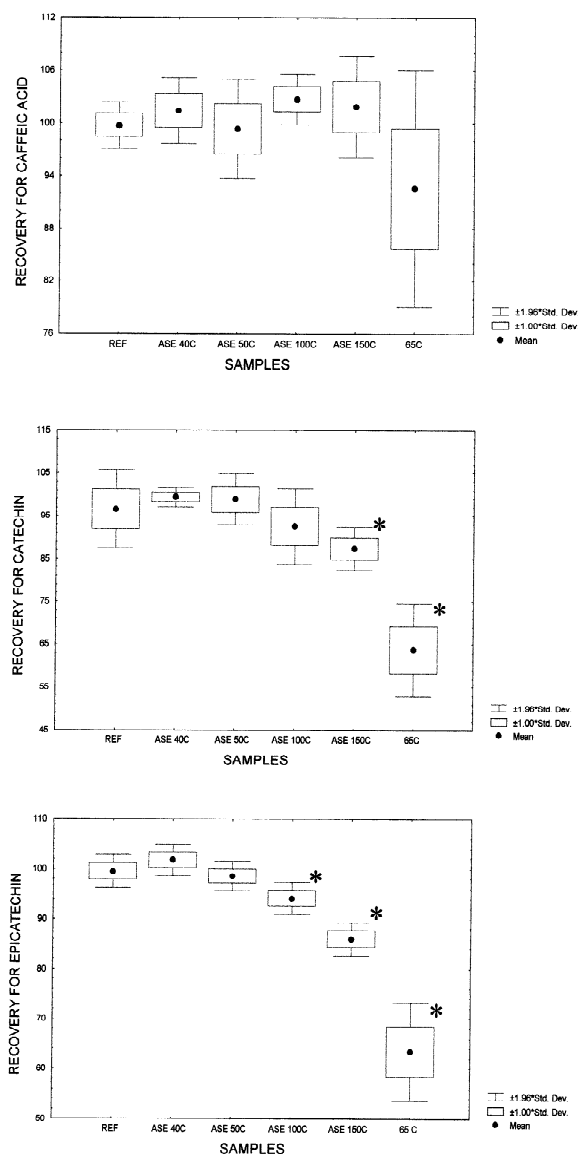 RECOVERY FOR CAFFEIC ACID
112
106
100
94
88
82
76
REF ASE 40C ASE 50C ASE 100C ASE 150C 65C
SAMPLES
±1.96*Std. Dev
±1.00*Std. Dev
Mean
RECOVERY FOR CATECHIN
115
105
95
85
75
65
55
45
*
*
REF ASE 40C ASE 50C ASE 100C ASE 150C 65C
SAMPLES
±1.96*Std. Dev.
±1.00*Std. Dev.
Mean
RECOVERY FOR EPICATECHIN
110
100
90
80
70
60
50
*
*
*
REF ASE 40C ASE 50C ASE 100C ASE 150C 65 C
SAMPLES
±1.96*Std. Dev.
±1.00*Std. Dev.
Mean